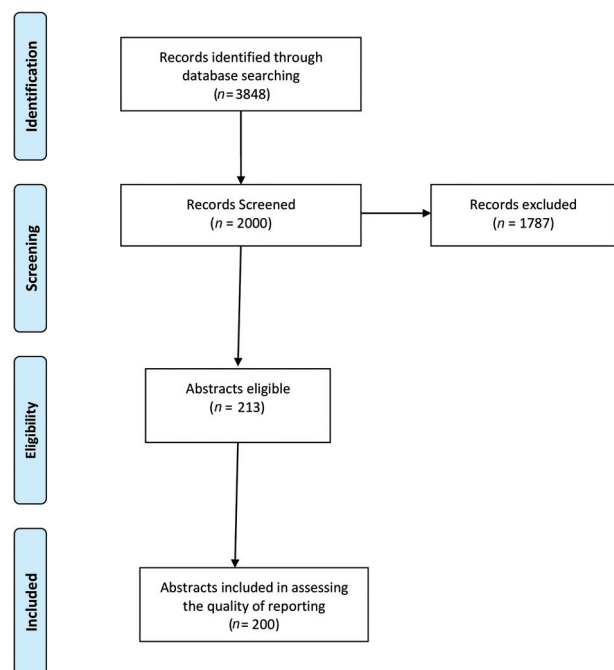 Identification
Records identified through
database searching
(n = 3848)
Screening
Records Screened
(n = 2000)
Records excluded
(n = 1787)
Eligibility
Abstracts eligible
(n = 213)
Included
Abstracts included in assessing
the quality of reporting
(n = 200)